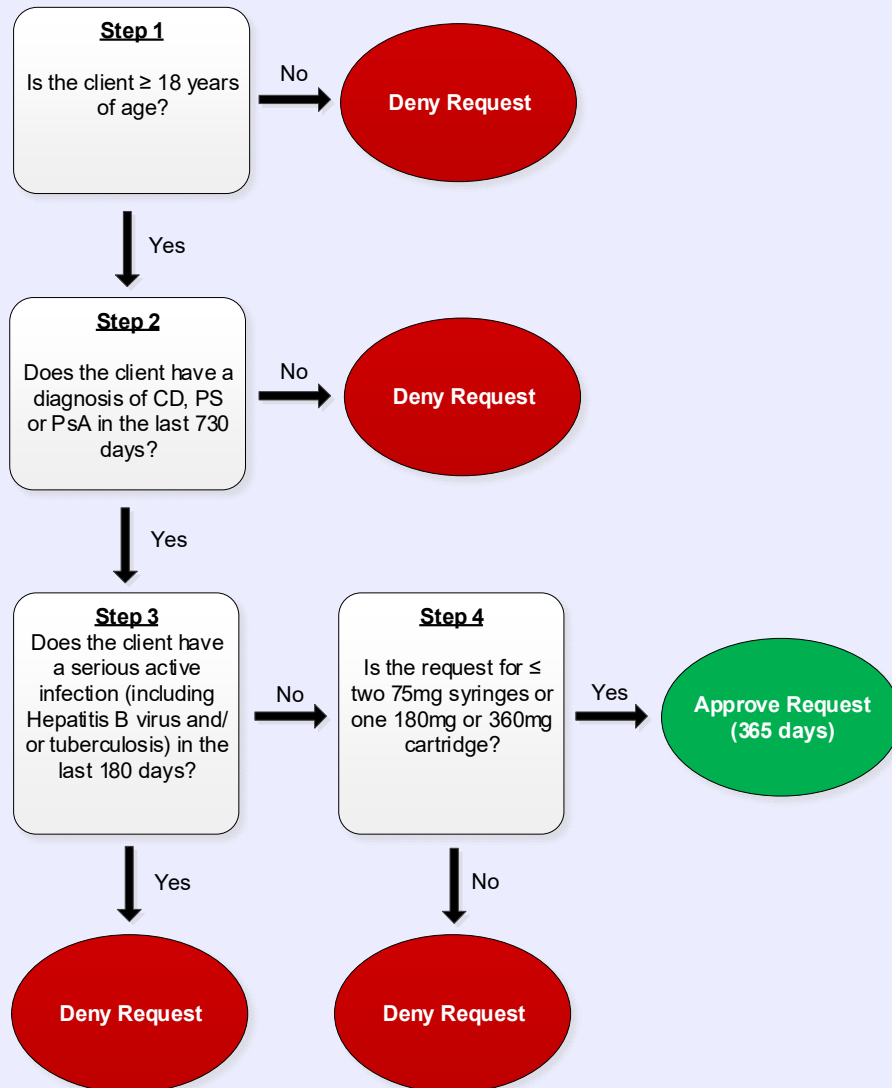 Step 1
Is the client ≥ 18 years
of age?
No
Deny Request
Yes
Step 2
Does the client have a
diagnosis of CD, PS
or PsA in the last 730
days?
No
Deny Request
Yes
Step 3
Does the client have
a serious active
infection (including
Hepatitis B virus and/
or tuberculosis) in the
last 180 days?
No
Step 4
Is the request for ≤
two 75mg syringes or
one 180mg or 360mg
cartridge?
Yes
Approve Request
(365 days)
Yes
No
Deny Request
Deny Request